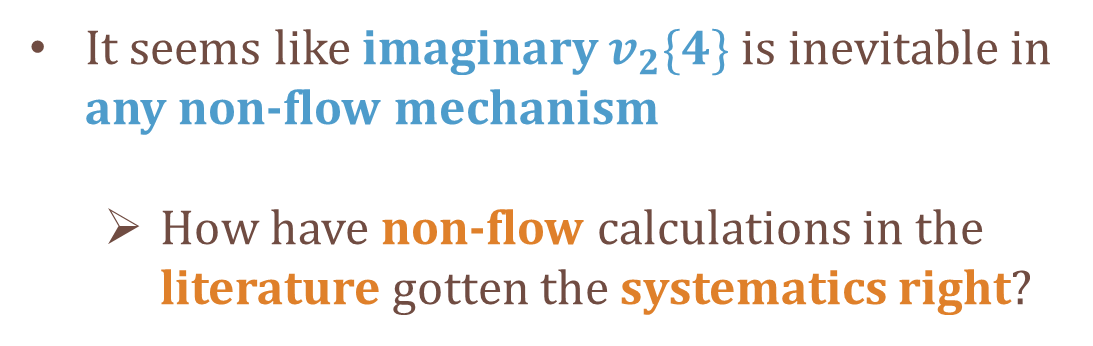 • It seems like imaginary v₂{4} is inevitable in
any non-flow mechanism
➢ How have non-flow calculations in the
literature gotten the systematics right?